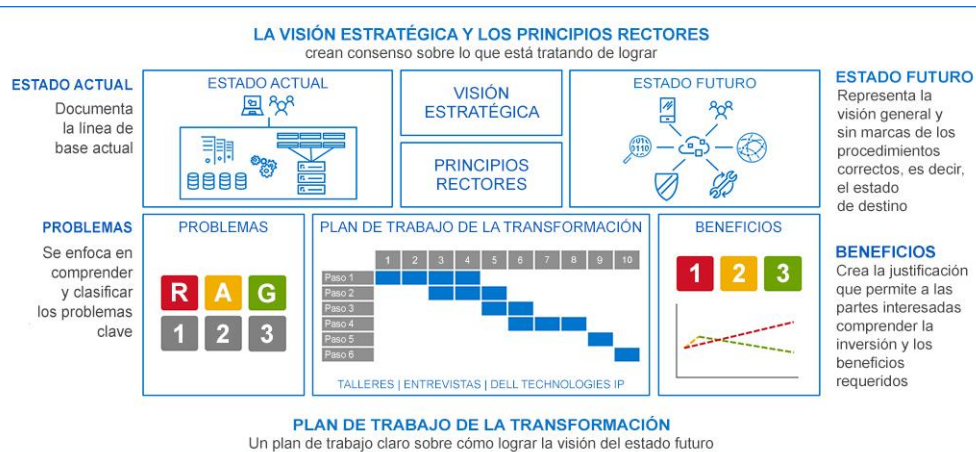 LA VISIÓN ESTRATÉGICA Y LOS PRINCIPIOS RECTORES
crean consenso sobre lo que está tratando de lograr
ESTADO ACTUAL
Documenta
la línea de
base actual
ESTADO ACTUAL
VISIÓN
ESTRATÉGICA
PRINCIPIOS
RECTORES
ESTADO FUTURO
010
0110
ESTADO FUTURO
Representa la
visión general y
sin marcas de los
procedimientos
correctos, es decir,
el estado
de destino
PROBLEMAS
Se enfoca en
comprender
y clasificar
los problemas
clave
PROBLEMAS
R A G
1 2 3
PLAN DE TRABAJO DE LA TRANSFORMACIÓN
1 2 3 4 5 6 7 8 9 10
Paso 1
Paso 2
Paso 3
Paso 4
Paso 5
Paso 6
TALLERES | ENTREVISTAS | DELL TECHNOLOGIES IP
BENEFICIOS
1 2 3
BENEFICIOS
Crea la justificación
que permite a las
partes interesadas
comprender la
inversión y los
beneficios
requeridos
PLAN DE TRABAJO DE LA TRANSFORMACIÓN
Un plan de trabajo claro sobre cómo lograr la visión del estado futuro